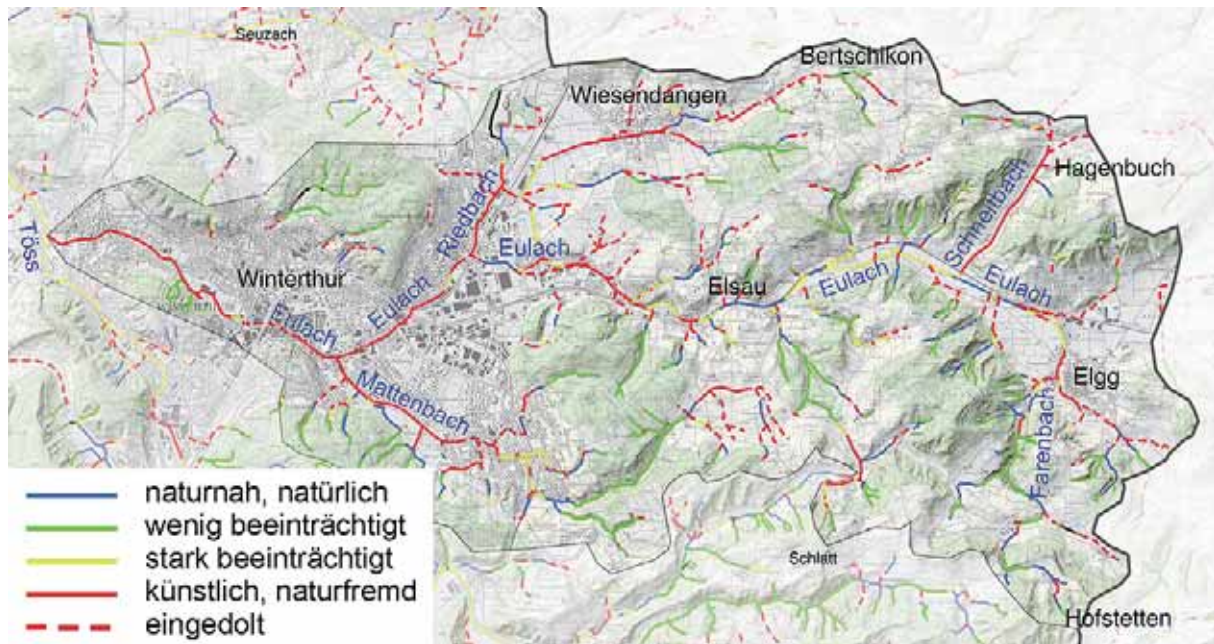 Seuzach
Bertschikon
Wiesendangen
Hagenbuch
Schneitbach
Riedbach
Töss
Eulach
Winterthur
Elsau
Eulach
Eulach
Eulach
Eulach
Elgg
Mattenbach
Farenbach
Schlatt
Hofstetten
naturnah, natürlich
wenig beeinträchtigt
stark beeinträchtigt
künstlich, naturfremd
eingedolt